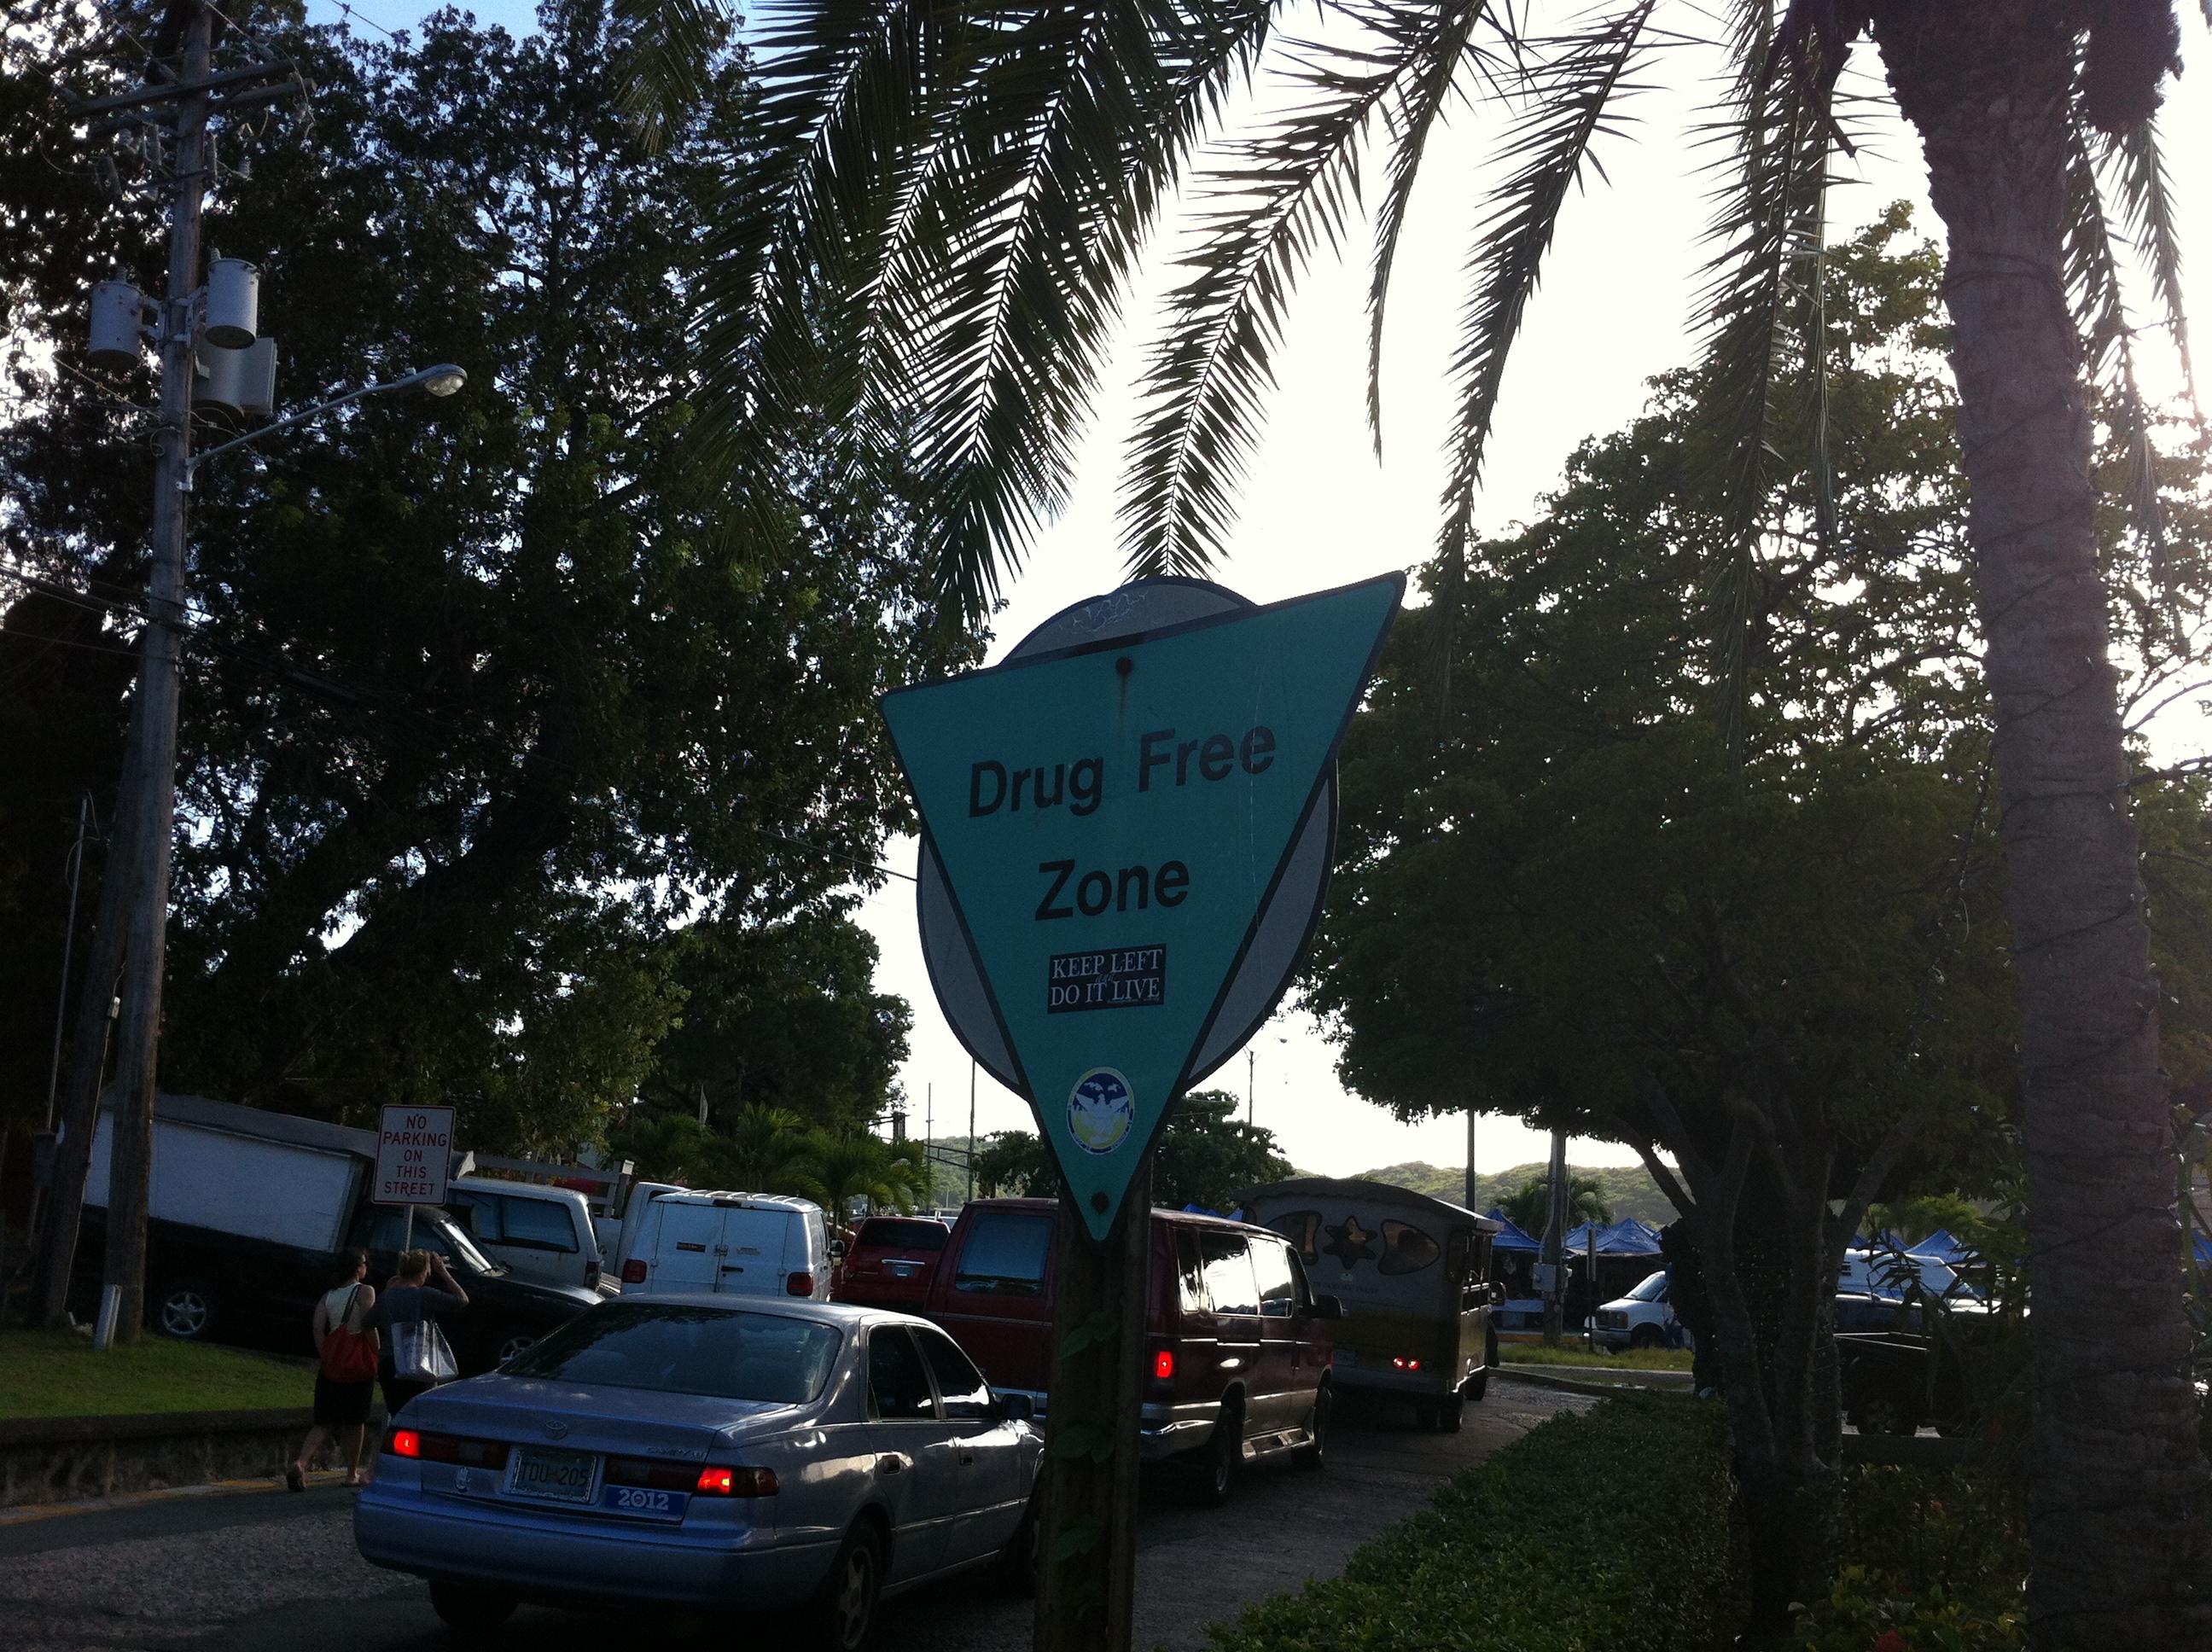 Drug Free
Zone
KEEP LEFT
DO IT LIVE
NO
PARKING
ON
THIS
STREET
TDU 205
2012